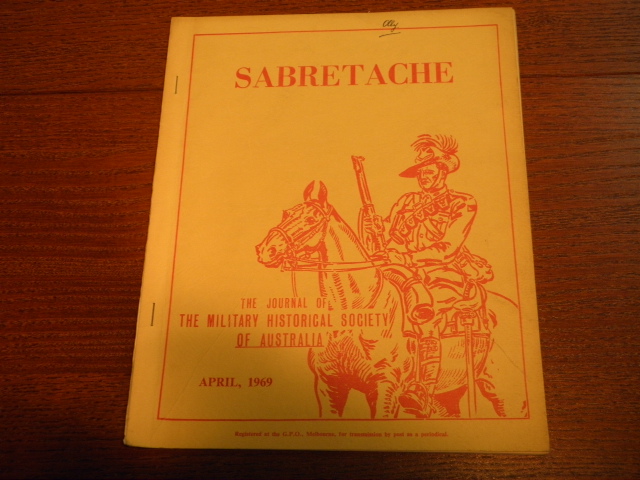 SABRETACHE
THE JOURNAL OF
THE MILITARY HISTORICAL SOCIETY
OF AUSTRALIA
APRIL, 1969
Registered at the G.P.O., Melbourne, for transmission by post as a periodical.